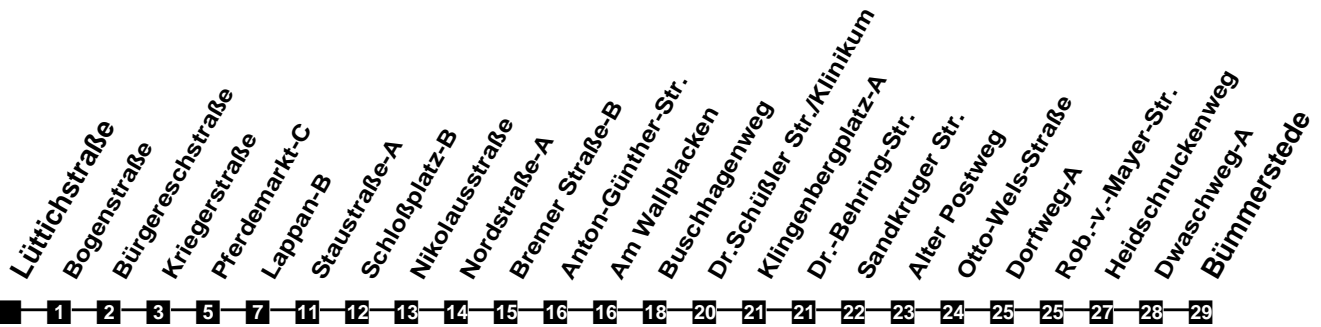 Lüttichstraße
Bogenstraße
Bürgereschstraße
Kriegerstraße
Pferdemarkt-C
Lappan-B
Staustraße-A
Schloßplatz-B
Nikolausstraße
Nordstraße-A
Bremer Straße-B
Anton-Günther-Str.
Am Wallplacken
Buschhagenweg
Dr.Schüßler Str./Klinikum
Klingenbergplatz-A
Dr.-Behring-Str.
Sandkruger Str.
Alter Postweg
Otto-Wels-Straße
Dorfweg-A
Rob.-v.-Mayer-Str.
Heidschnuckenweg
Dwaschweg-A
Bümmerstede
1 2 3 5 7 11 12 13 14 15 16 16 18 20 21 21 22 23 24 25 25 27 28 29